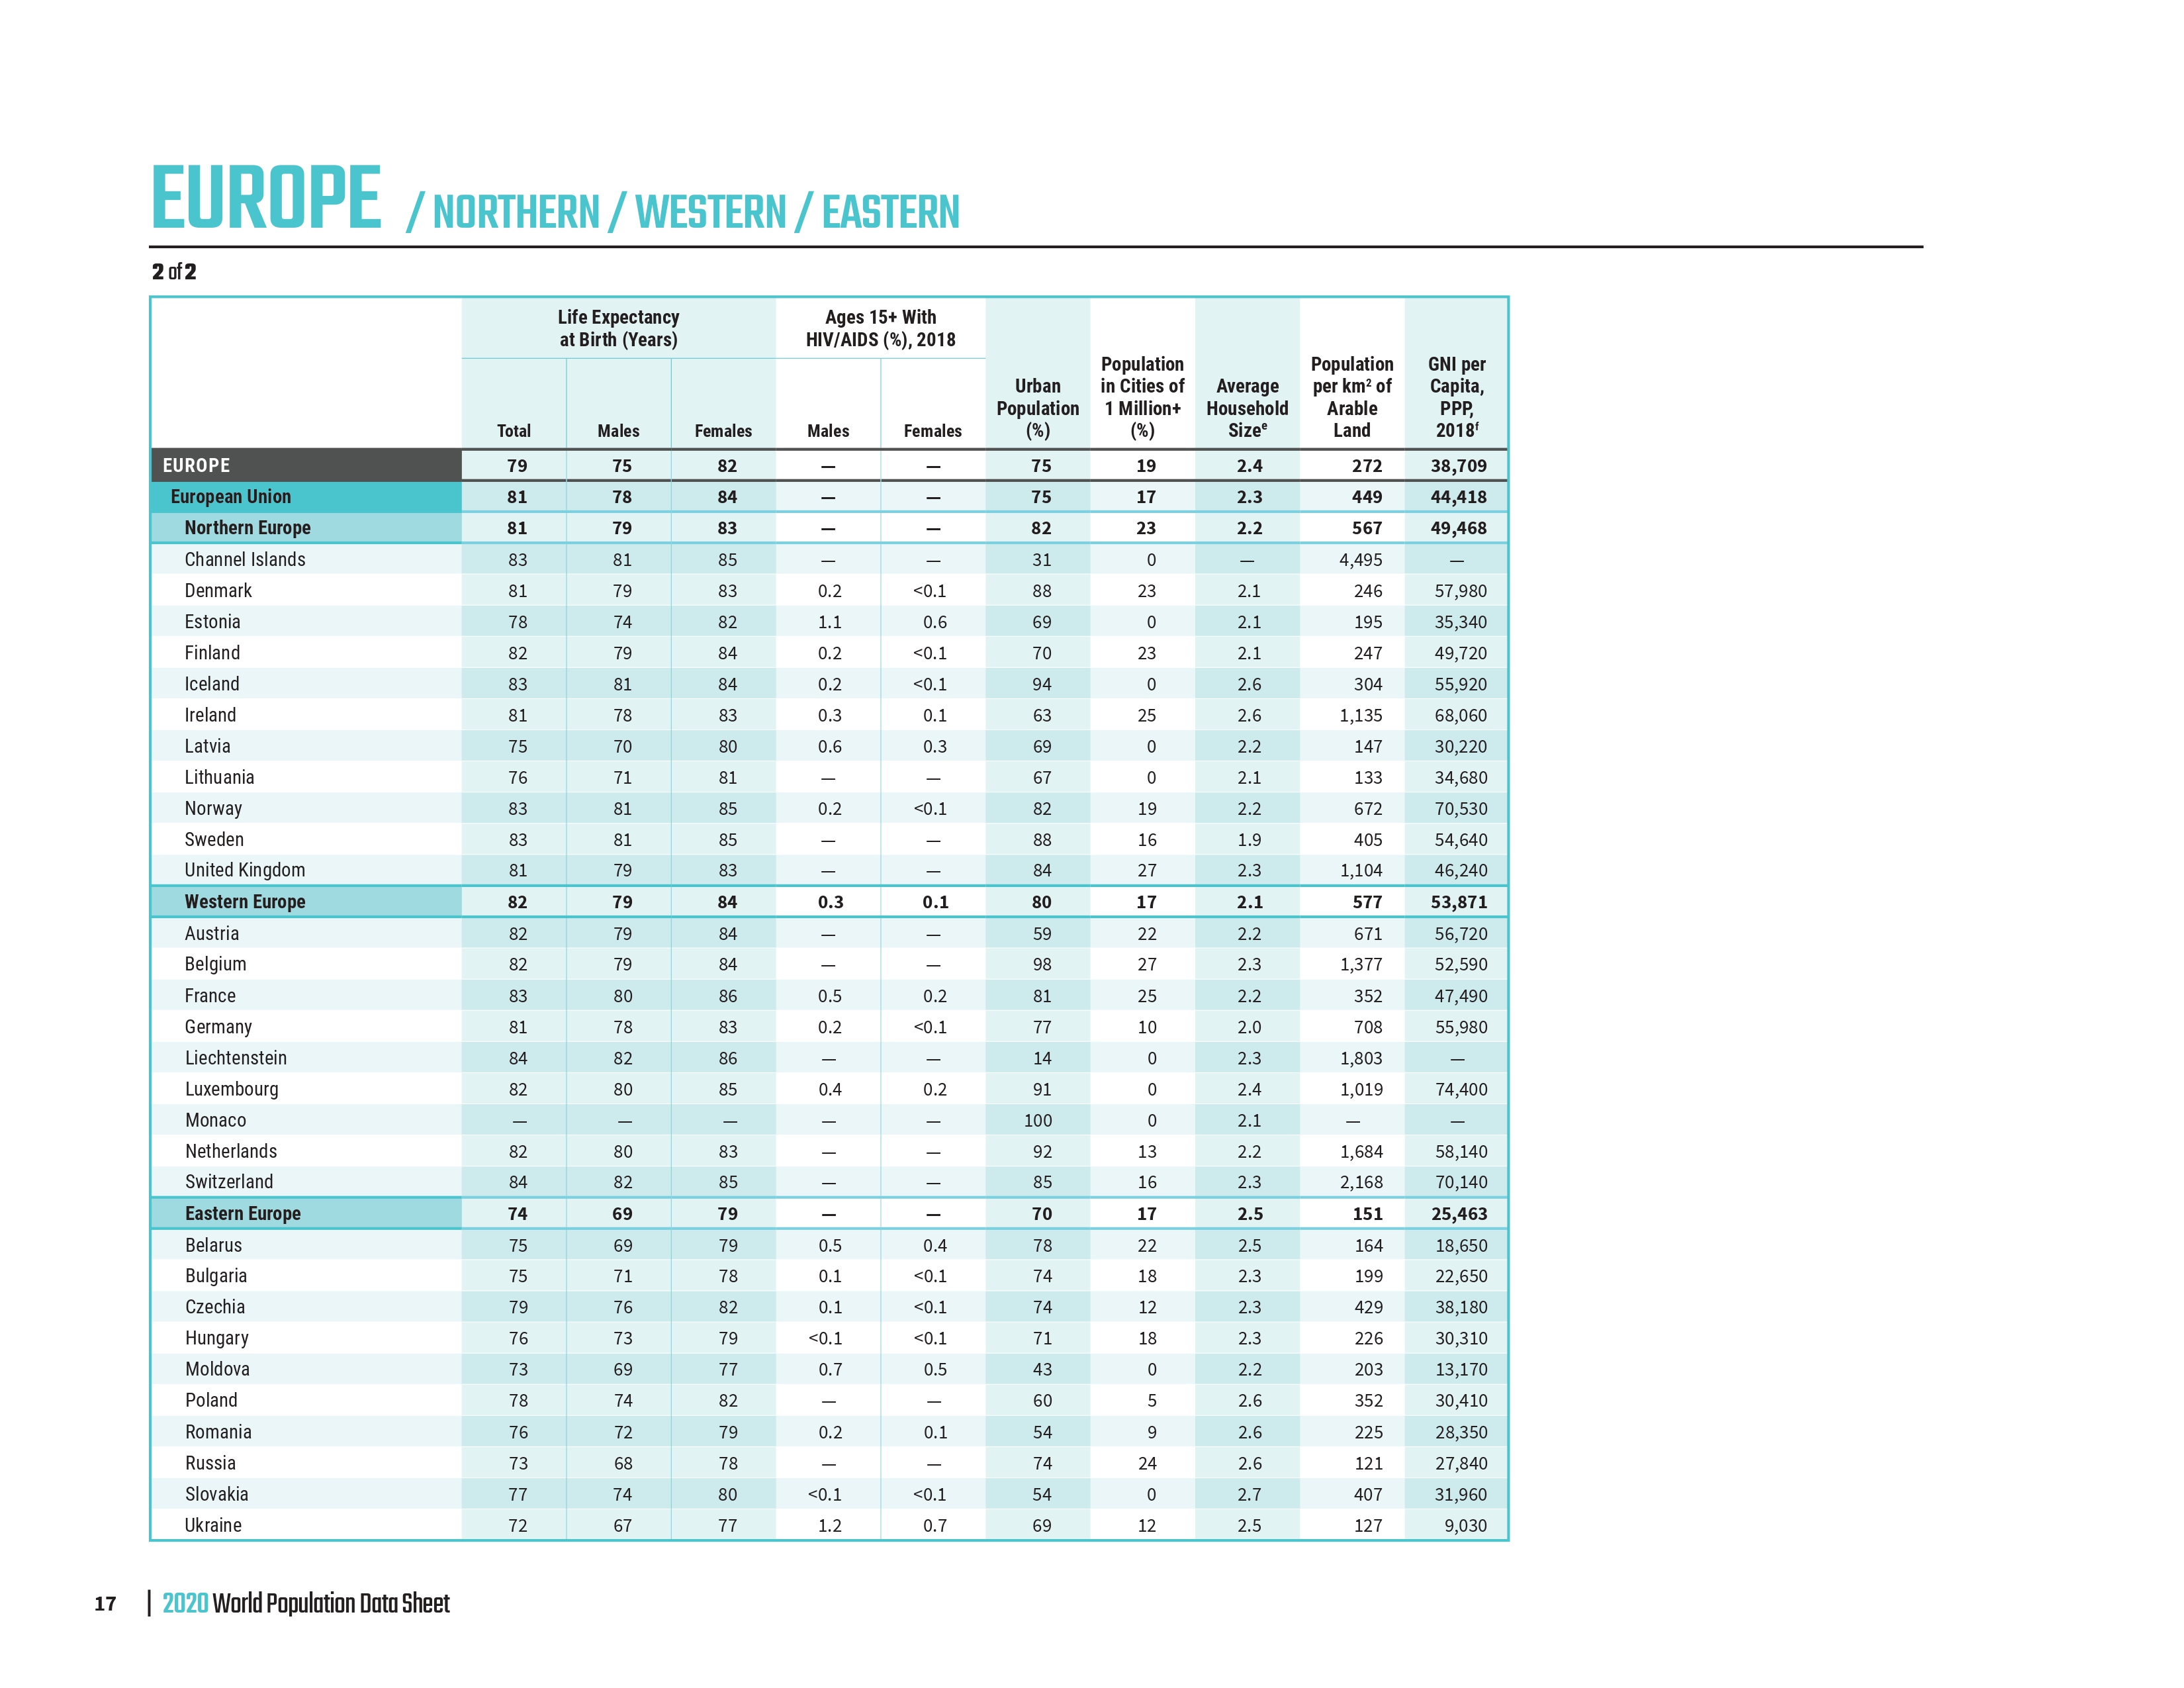 EUROPE / NORTHERN / WESTERN / EASTERN
2 of 2
Life Expectancy at Birth (Years) Ages 15+ With HIV/AIDS (%), 2018 Urban Population (%) Population in Cities of 1 Million+ (%) Average Household Sizeᵉ Population per km² of Arable Land GNI per Capita, PPP, 2018ᶠ
Total Males Females Males Females
EUROPE 79 75 82 — — 75 19 2.4 272 38,709
European Union 81 78 84 — — 75 17 2.3 449 44,418
Northern Europe 81 79 83 — — 82 23 2.2 567 49,468
Channel Islands 83 81 85 — — 31 0 — 4,495 —
Denmark 81 79 83 0.2 <0.1 88 23 2.1 246 57,980
Estonia 78 74 82 1.1 0.6 69 0 2.1 195 35,340
Finland 82 79 84 0.2 <0.1 70 23 2.1 247 49,720
Iceland 83 81 84 0.2 <0.1 94 0 2.6 304 55,920
Ireland 81 78 83 0.3 0.1 63 25 2.6 1,135 68,060
Latvia 75 70 80 0.6 0.3 69 0 2.2 147 30,220
Lithuania 76 71 81 — — 67 0 2.1 133 34,680
Norway 83 81 85 0.2 <0.1 82 19 2.2 672 70,530
Sweden 83 81 85 — — 88 16 1.9 405 54,640
United Kingdom 81 79 83 — — 84 27 2.3 1,104 46,240
Western Europe 82 79 84 0.3 0.1 80 17 2.1 577 53,871
Austria 82 79 84 — — 59 22 2.2 671 56,720
Belgium 82 79 84 — — 98 27 2.3 1,377 52,590
France 83 80 86 0.5 0.2 81 25 2.2 352 47,490
Germany 81 78 83 0.2 <0.1 77 10 2.0 708 55,980
Liechtenstein 84 82 86 — — 14 0 2.3 1,803 —
Luxembourg 82 80 85 0.4 0.2 91 0 2.4 1,019 74,400
Monaco — — — — — 100 0 2.1 — —
Netherlands 82 80 83 — — 92 13 2.2 1,684 58,140
Switzerland 84 82 85 — — 85 16 2.3 2,168 70,140
Eastern Europe 74 69 79 — — 70 17 2.5 151 25,463
Belarus 75 69 79 0.5 0.4 78 22 2.5 164 18,650
Bulgaria 75 71 78 0.1 <0.1 74 18 2.3 199 22,650
Czechia 79 76 82 0.1 <0.1 74 12 2.3 429 38,180
Hungary 76 73 79 <0.1 <0.1 71 18 2.3 226 30,310
Moldova 73 69 77 0.7 0.5 43 0 2.2 203 13,170
Poland 78 74 82 — — 60 5 2.6 352 30,410
Romania 76 72 79 0.2 0.1 54 9 2.6 225 28,350
Russia 73 68 78 — — 74 24 2.6 121 27,840
Slovakia 77 74 80 <0.1 <0.1 54 0 2.7 407 31,960
Ukraine 72 67 77 1.2 0.7 69 12 2.5 127 9,030
17 | 2020 World Population Data Sheet